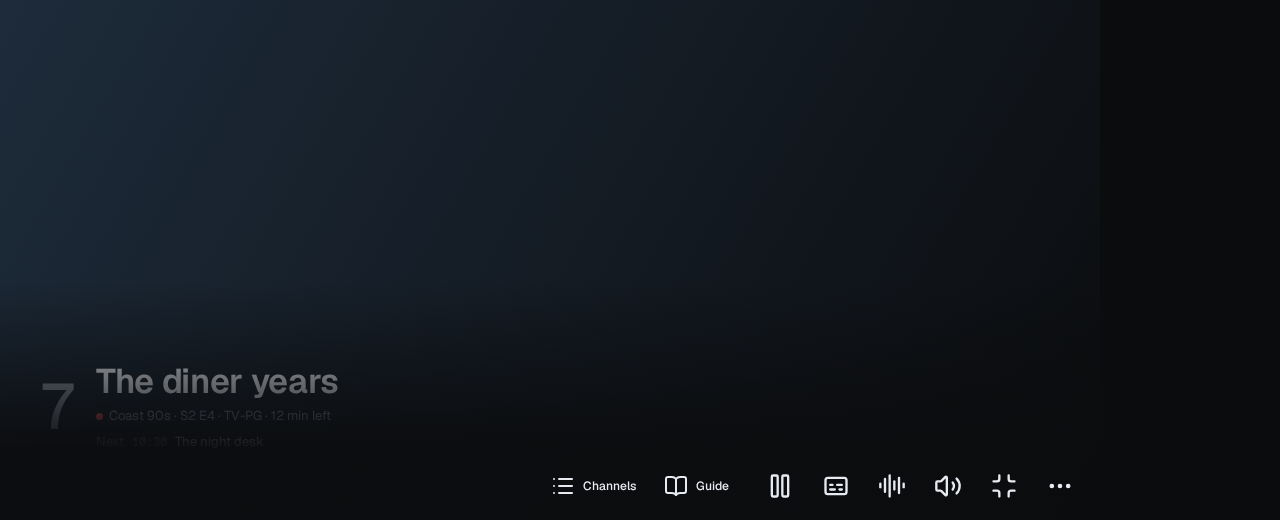 7
The diner years
Coast 90s · S2 E4 · TV-PG · 12 min left
Next 10:30 The night desk
Channels Guide